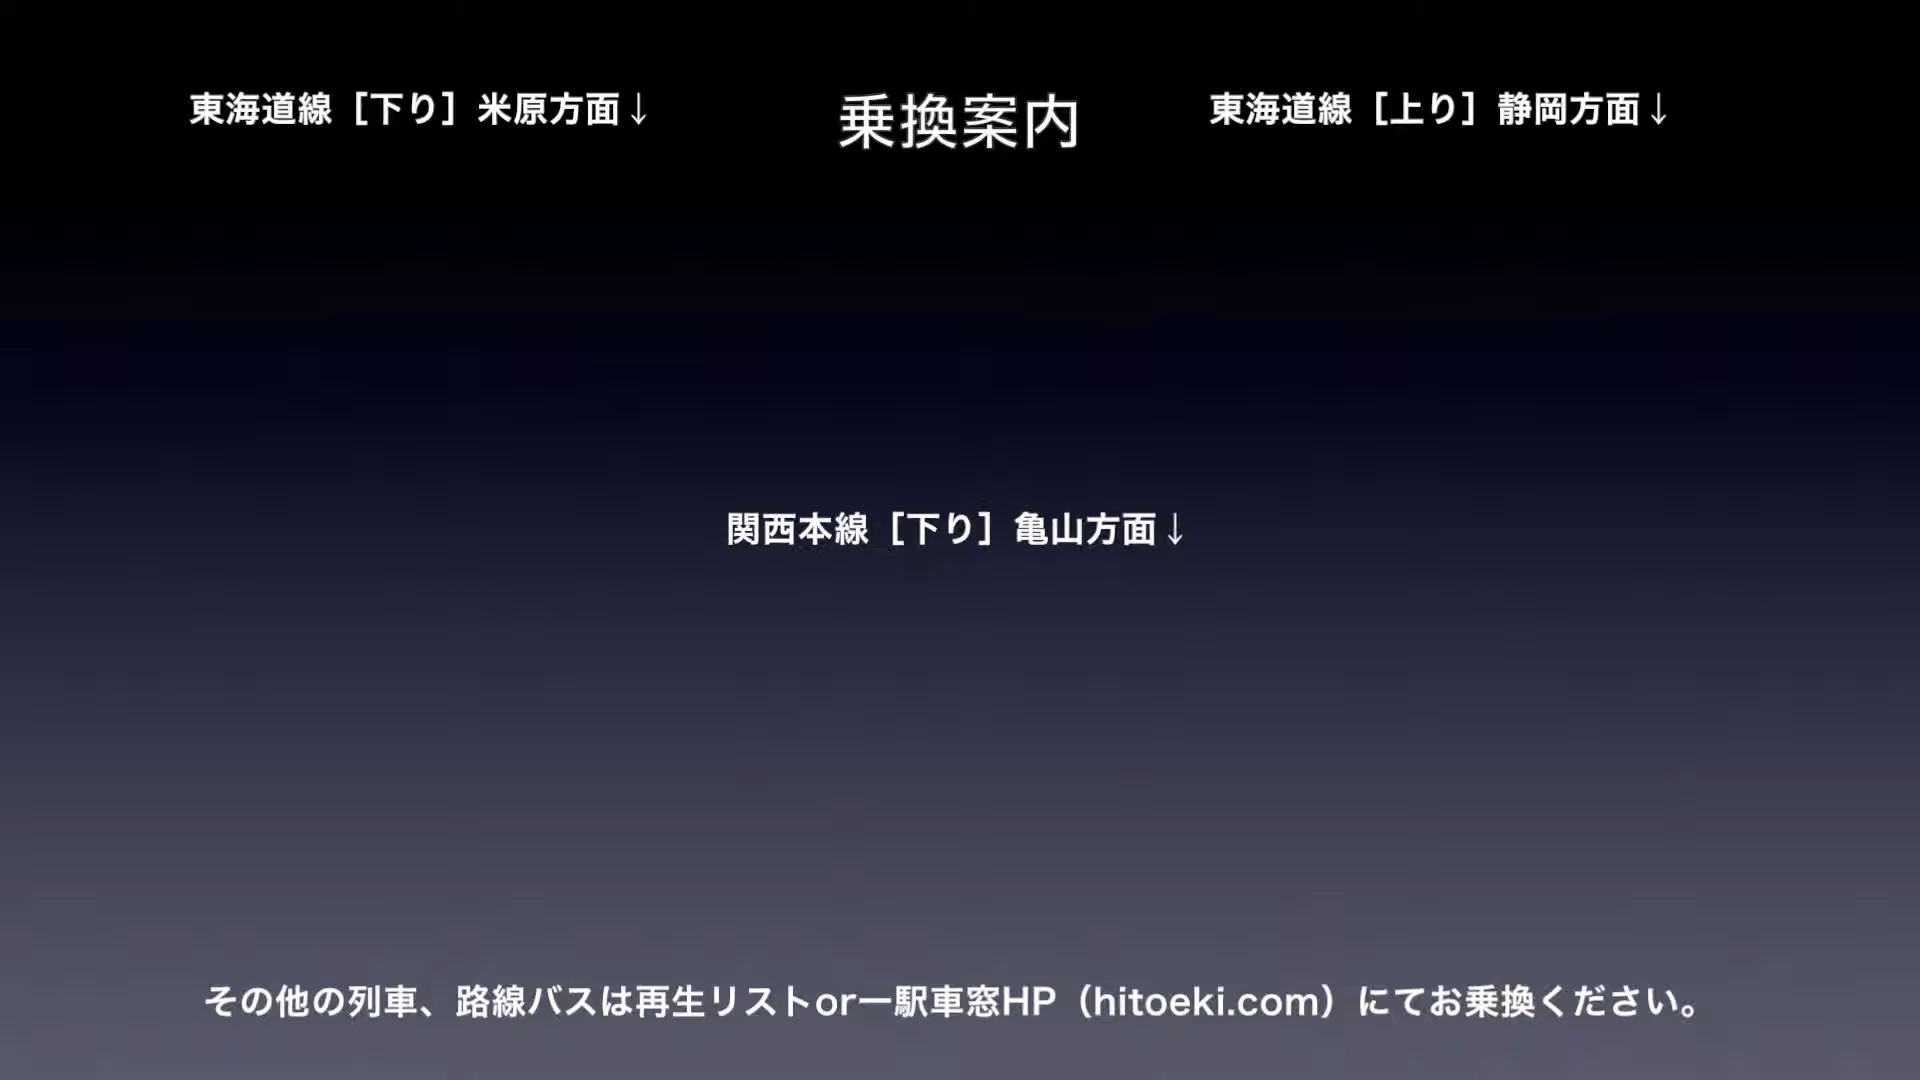 東海道線［下り］米原方面↓
乗換案内
東海道線［上り］静岡方面↓
関西本線［下り］亀山方面↓
その他の列車、路線バスは再生リストor一駅車窓HP（hitoeki.com）にてお乗換ください。